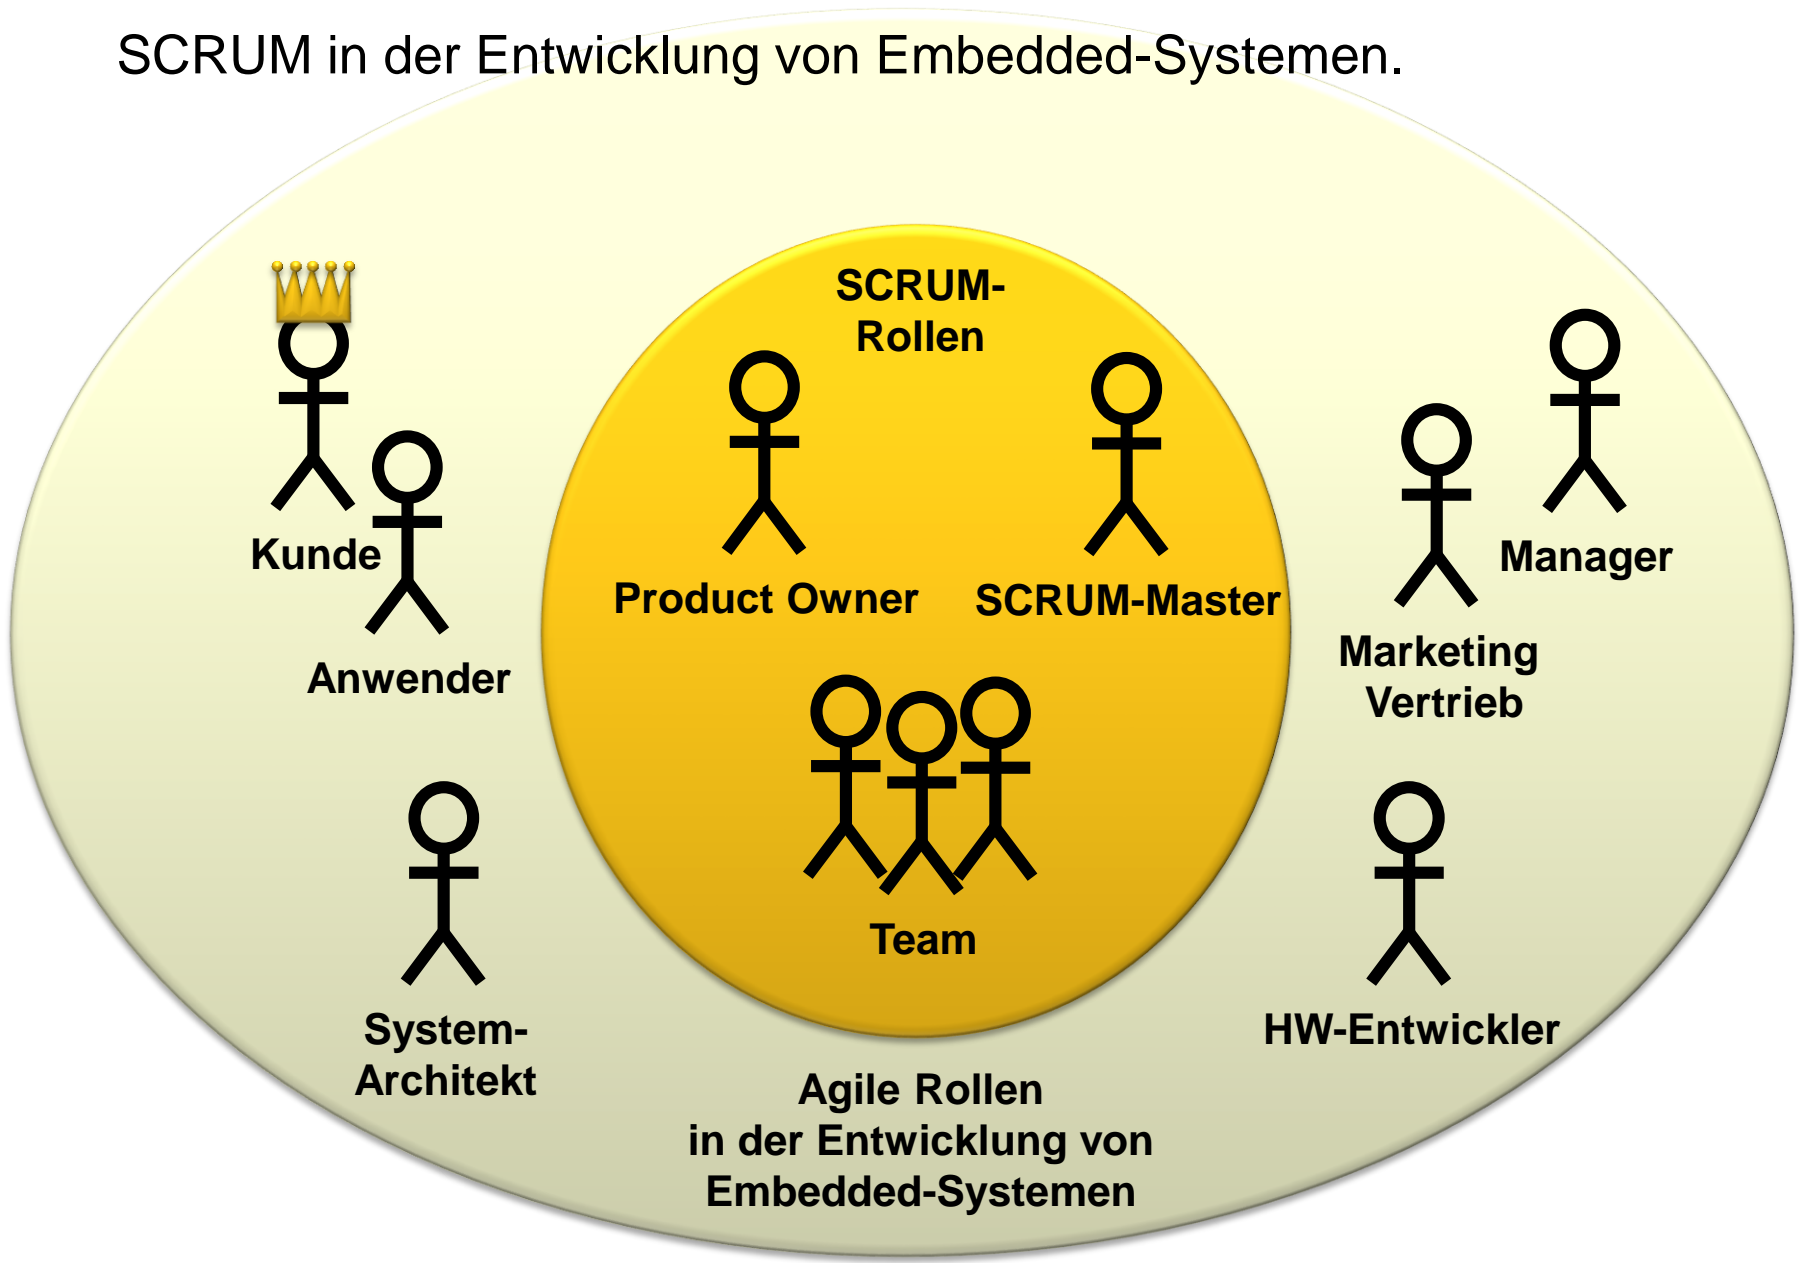 SCRUM in der Entwicklung von Embedded-Systemen.
SCRUM-
Rollen
Kunde
Anwender
Product Owner
SCRUM-Master
Manager
Marketing
Vertrieb
Team
System-
Architekt
HW-Entwickler
Agile Rollen
in der Entwicklung von
Embedded-Systemen